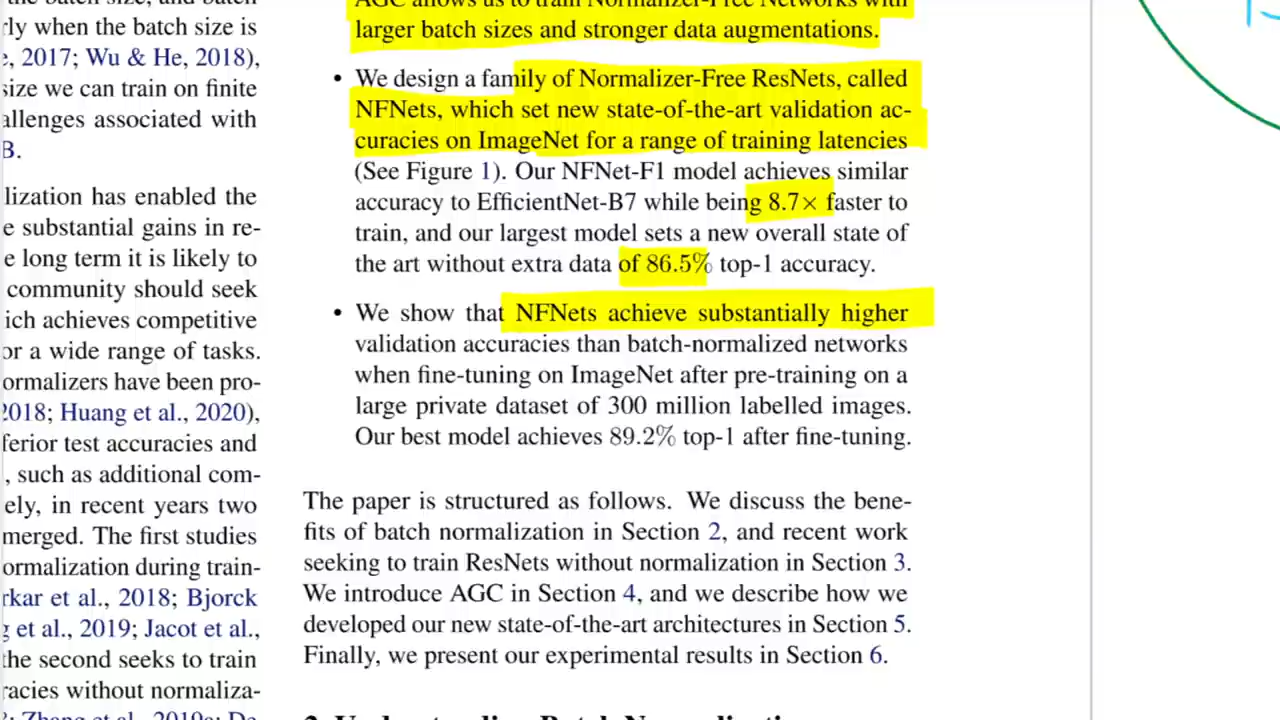 the batch size, and batch
rly when the batch size is
, 2017; Wu & He, 2018),
size we can train on finite
allenges associated with
B.
lization has enabled the
e substantial gains in re-
e long term it is likely to
community should seek
ich achieves competitive
or a wide range of tasks.
ormalizers have been pro-
2018; Huang et al., 2020),
ferior test accuracies and
, such as additional com-
ely, in recent years two
merged. The first studies
ormalization during train-
rkar et al., 2018; Bjorck
g et al., 2019; Jacot et al.,
the second seeks to train
racies without normaliza-
Zhang et al., 2019a; De
AGC allows us to train Normalizer-Free Networks with
larger batch sizes and stronger data augmentations.
• We design a family of Normalizer-Free ResNets, called
NFNets, which set new state-of-the-art validation ac-
curacies on ImageNet for a range of training latencies
(See Figure 1). Our NFNet-F1 model achieves similar
accuracy to EfficientNet-B7 while being 8.7× faster to
train, and our largest model sets a new overall state of
the art without extra data of 86.5% top-1 accuracy.
• We show that NFNets achieve substantially higher
validation accuracies than batch-normalized networks
when fine-tuning on ImageNet after pre-training on a
large private dataset of 300 million labelled images.
Our best model achieves 89.2% top-1 after fine-tuning.
The paper is structured as follows. We discuss the bene-
fits of batch normalization in Section 2, and recent work
seeking to train ResNets without normalization in Section 3.
We introduce AGC in Section 4, and we describe how we
developed our new state-of-the-art architectures in Section 5.
Finally, we present our experimental results in Section 6.
2. Understanding Batch Normalization